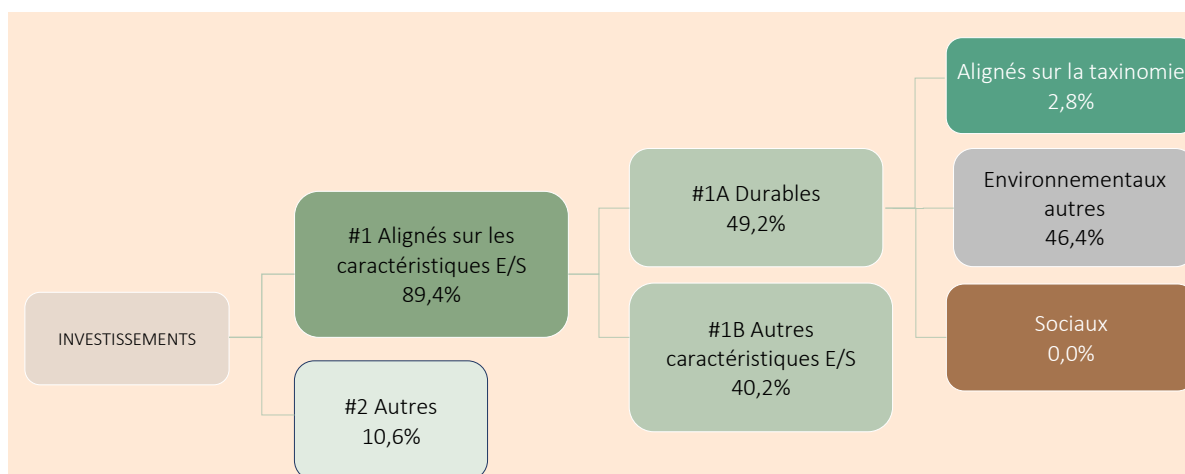 INVESTISSEMENTS
#1 Alignés sur les
caractéristiques E/S
89,4%
#2 Autres
10,6%
#1A Durables
49,2%
#1B Autres
caractéristiques E/S
40,2%
Alignés sur la taxinomie
2,8%
Environnementaux
autres
46,4%
Sociaux
0,0%